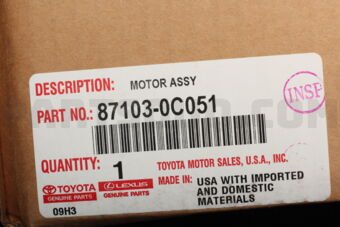 DESCRIPTION: MOTOR ASSY
PART NO.: 87103-0C051
INSP
QUANTITY: 1
TOYOTA MOTOR SALES, U.S.A., INC.
TOYOTA LEXUS
GENUINE PARTS GENUINE PARTS
MADE IN: USA WITH IMPORTED
AND DOMESTIC
MATERIALS
09H3